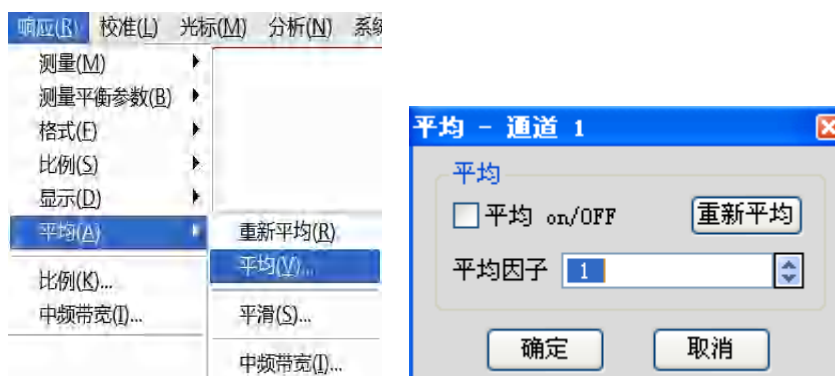 响应(R) 校准(L) 光标(M) 分析(N)
测量(M)
测量平衡参数(B)
格式(F)
比例(S)
显示(D)
平均(A)
比例(K)...
中频带宽(I)...
重新平均(R)
平均(V)...
平滑(S)...
中频带宽(I)...
平均 - 通道 1
平均
平均 on/OFF
重新平均
平均因子 1
确定 取消